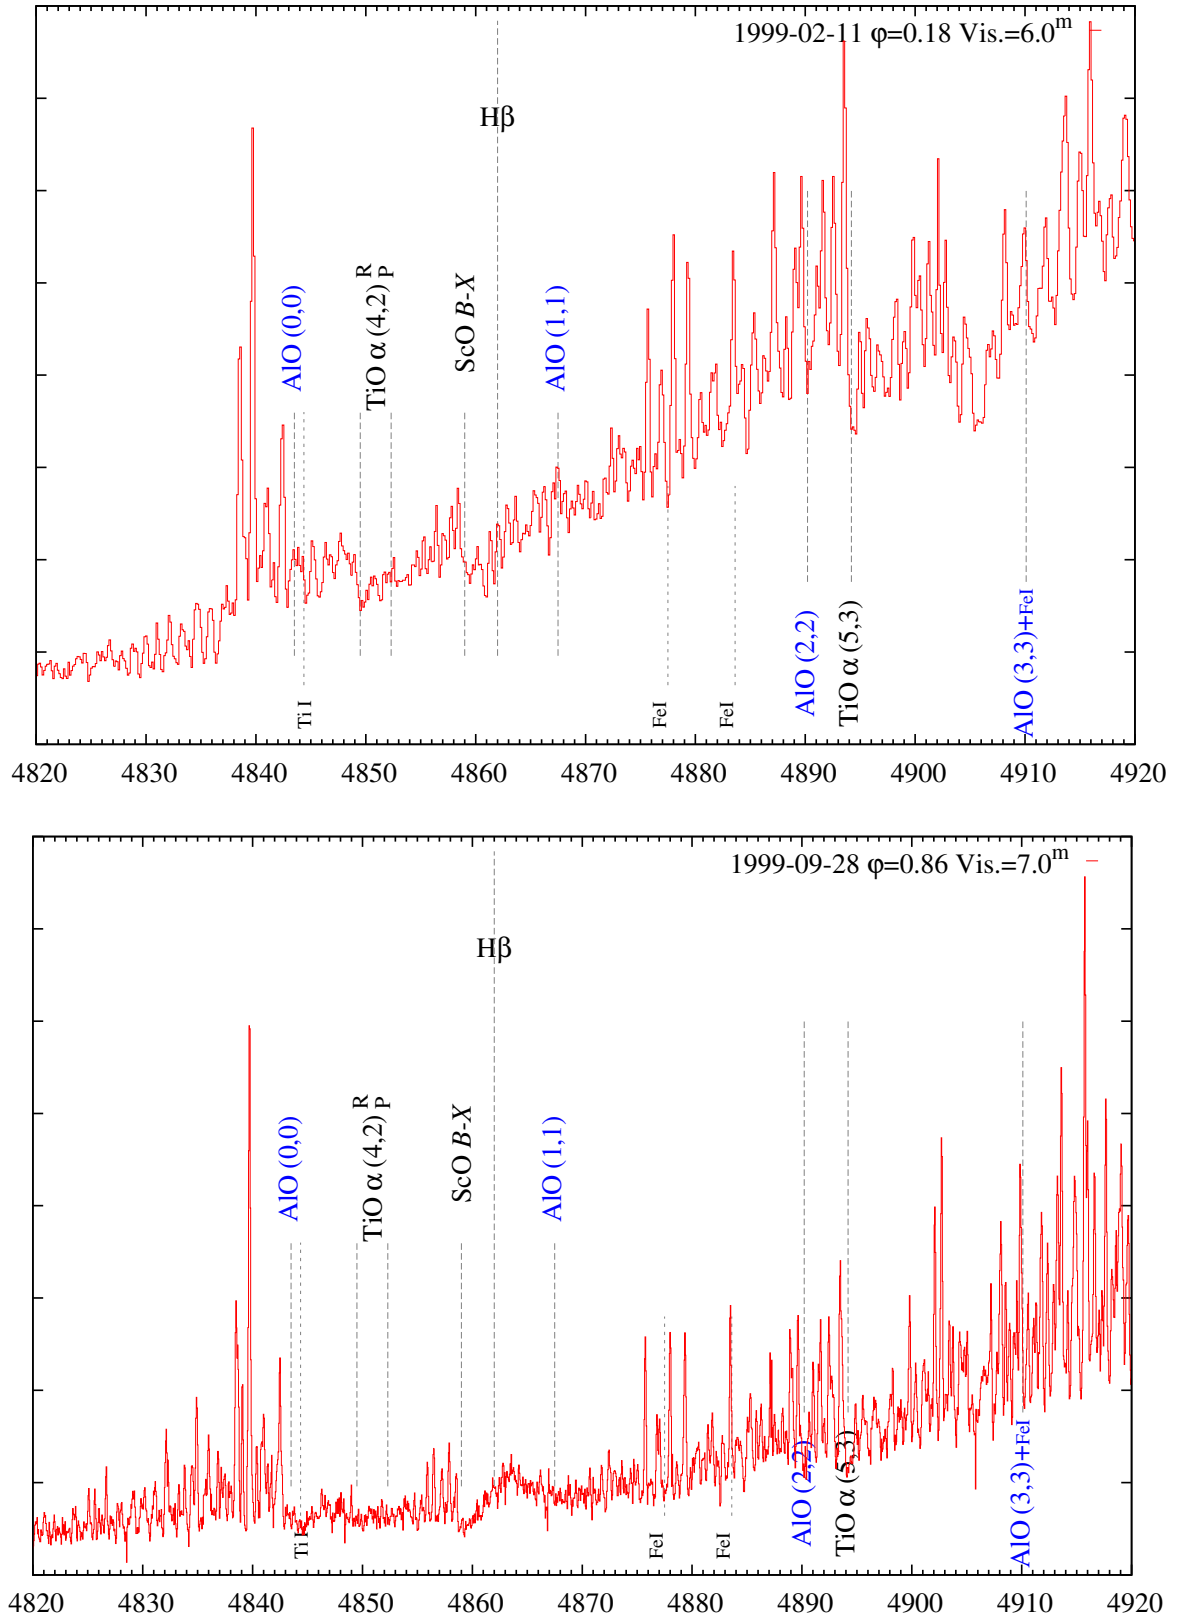 1999-02-11 φ=0.18 Vis.=6.0m
Hβ
AlO (0,0)
TiO α (4,2) R P
ScO B-X
AlO (1,1)
Ti I
FeI
FeI
AlO (2,2)
TiO α (5,3)
AlO (3,3)+FeI
4820 4830 4840 4850 4860 4870 4880 4890 4900 4910 4920
1999-09-28 φ=0.86 Vis.=7.0m
Hβ
AlO (0,0)
TiO α (4,2) R P
ScO B-X
AlO (1,1)
Ti I
FeI
FeI
AlO (2,2)
TiO α (5,3)
AlO (3,3)+FeI
4820 4830 4840 4850 4860 4870 4880 4890 4900 4910 4920